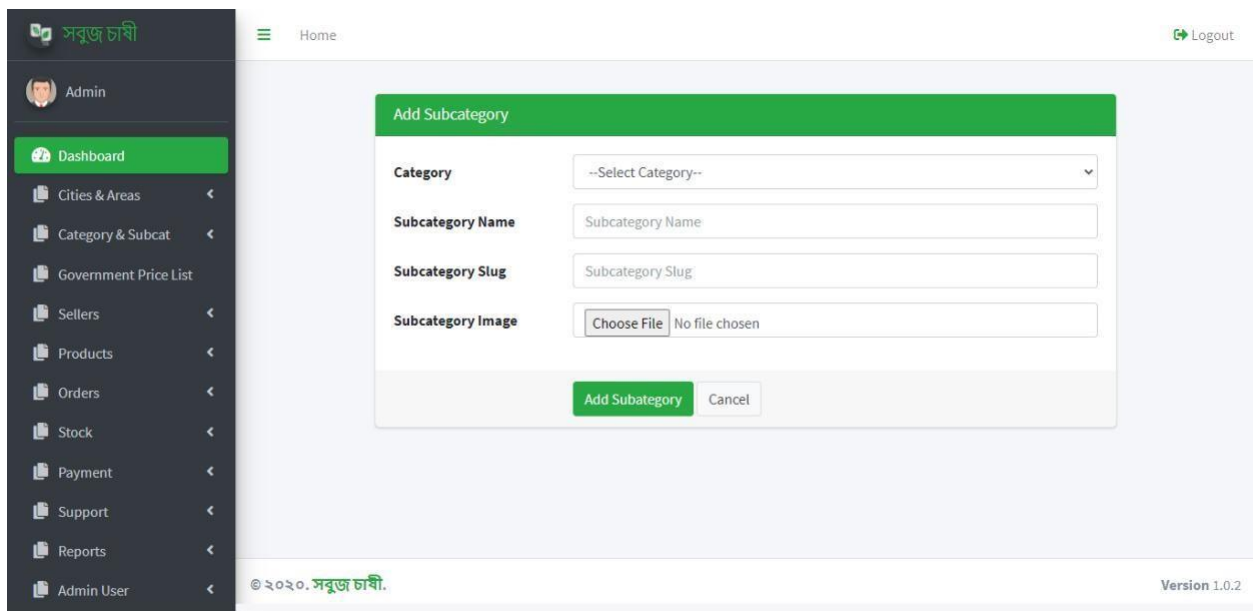 সবুজ চাষী
Home
Logout
Admin
Dashboard
Cities & Areas
Category & Subcat
Government Price List
Sellers
Products
Orders
Stock
Payment
Support
Reports
Admin User
Add Subcategory
Category
--Select Category--
Subcategory Name
Subcategory Name
Subcategory Slug
Subcategory Slug
Subcategory Image
Choose File No file chosen
Add Subategory
Cancel
© ২০২০. সবুজ চাষী.
Version 1.0.2